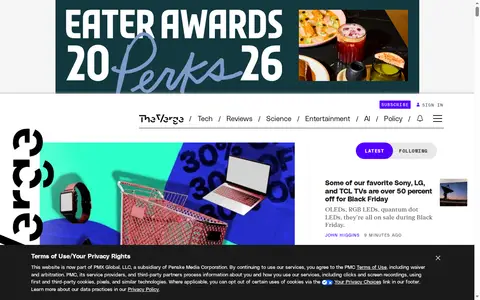 EATER AWARDS
20 Perks 26
SUBSCRIBE SIGN IN
The Verge / Tech / Reviews / Science / Entertainment / AI / Policy /
LATEST FOLLOWING
Verge
30% OFF
Some of our favorite Sony, LG,
and TCL TVs are over 50 percent
off for Black Friday
OLEDs, RGB LEDs, quantum dot
LEDs, they're all on sale during
Black Friday.
JOHN HIGGINS 8 MINUTES AGO
Terms of Use/Your Privacy Rights
This website is now part of PMX Global, LLC, a subsidiary of Penske Media Corporation. By continuing to use our services, you agree to the PMC Terms of Use, including waiver
and arbitration. PMC, its service providers, and third-party partners process information about you and how you use our services, including clicks and screen recordings, using
first and third-party cookies, pixels, and similar technologies. Where applicable, you can opt out of certain uses of cookies via the Your Privacy Choices link in our footer.
Learn more about our data practices in our Privacy Policy.